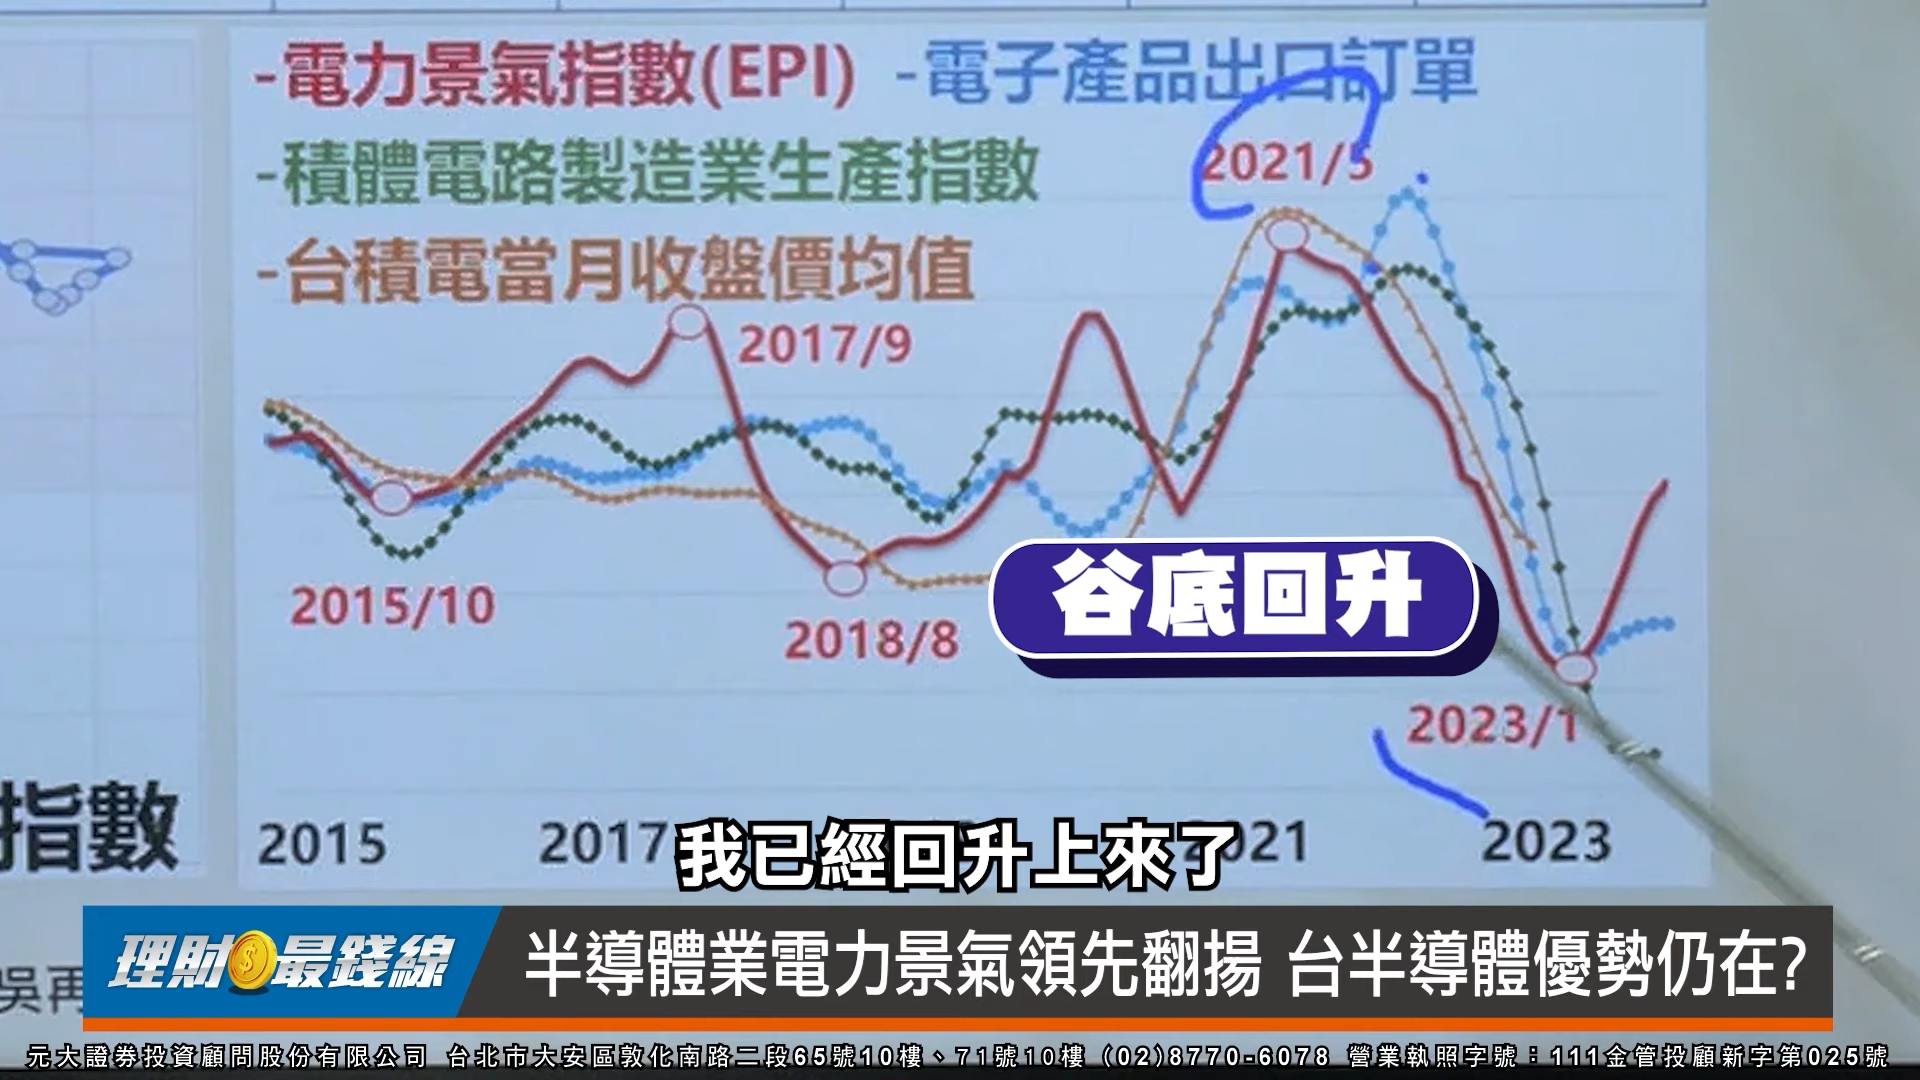 -電力景氣指數(EPI) -電子產品出口訂單
2021/5
-積體電路製造業生產指數
-台積電當月收盤價均值
2017/9
谷底回升
2015/10
2018/8
2023/1
指數
2015 2017 2021 2023
我已經回升上來了
吳再
理財最錢線
半導體業電力景氣領先翻揚 台半導體優勢仍在?
元大證券投資顧問股份有限公司 台北市大安區敦化南路二段65號10樓、71號10樓 (02)8770-6078 營業執照字號：111金管投顧新字第025號